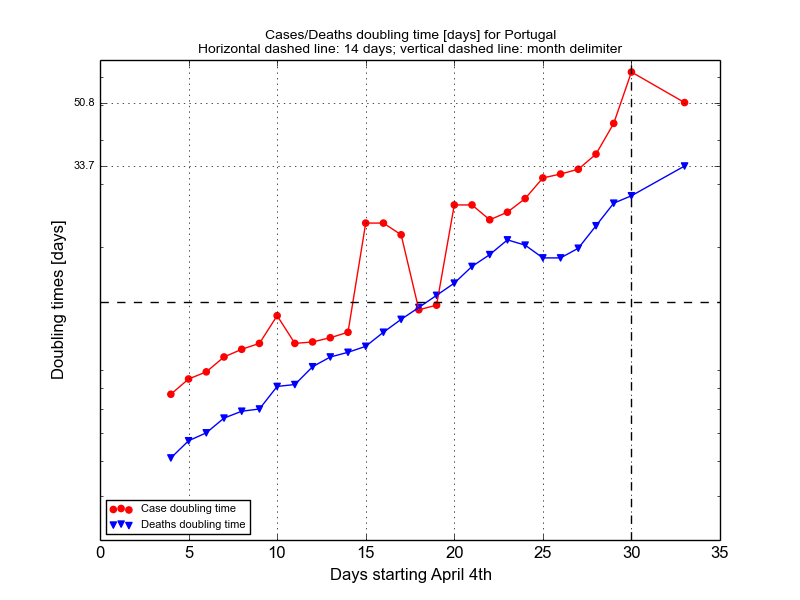 Cases/Deaths doubling time [days] for Portugal
Horizontal dashed line: 14 days; vertical dashed line: month delimiter
50.8
33.7
Doubling times [days]
Case doubling time
Deaths doubling time
0 5 10 15 20 25 30 35
Days starting April 4th